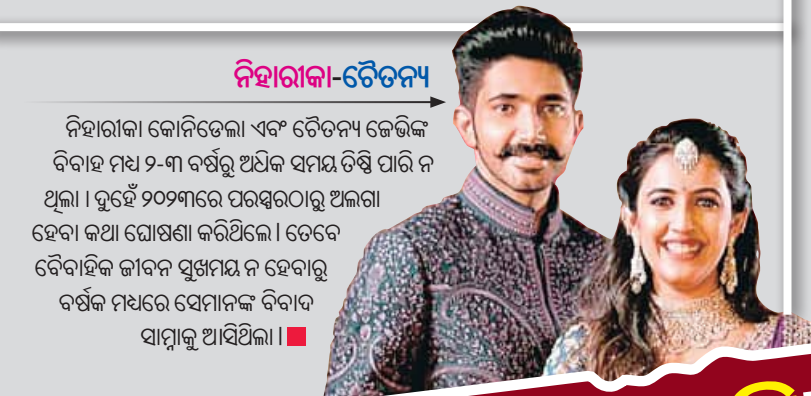 ନିହାରୀକା-ଚୈତନ୍ୟ
ନିହାରୀକା କୋନିଡେଲା ଏବଂ ଚୈତନ୍ୟ ଜେଭିଙ୍କ
ବିବାହ ମଧ୍ୟ ୨-୩ ବର୍ଷରୁ ଅଧିକ ସମୟ ତିଷ୍ଠି ପାରି ନ
ଥିଲା । ଦୁହେଁ ୨୦୨୩ରେ ପରସ୍ପରଠାରୁ ଅଲଗା
ହେବା କଥା ଘୋଷଣା କରିଥିଲେ । ତେବେ
ବୈବାହିକ ଜୀବନ ସୁଖମୟ ନ ହେବାରୁ
ବର୍ଷକ ମଧ୍ୟରେ ସେମାନଙ୍କ ବିବାଦ
ସାମ୍ନାକୁ ଆସିଥିଲା ।